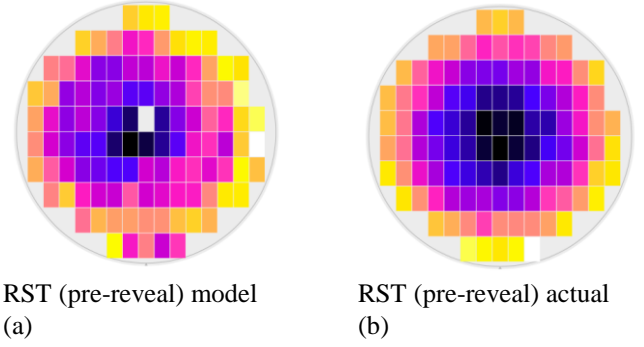 RST (pre-reveal) model
(a)
RST (pre-reveal) actual
(b)